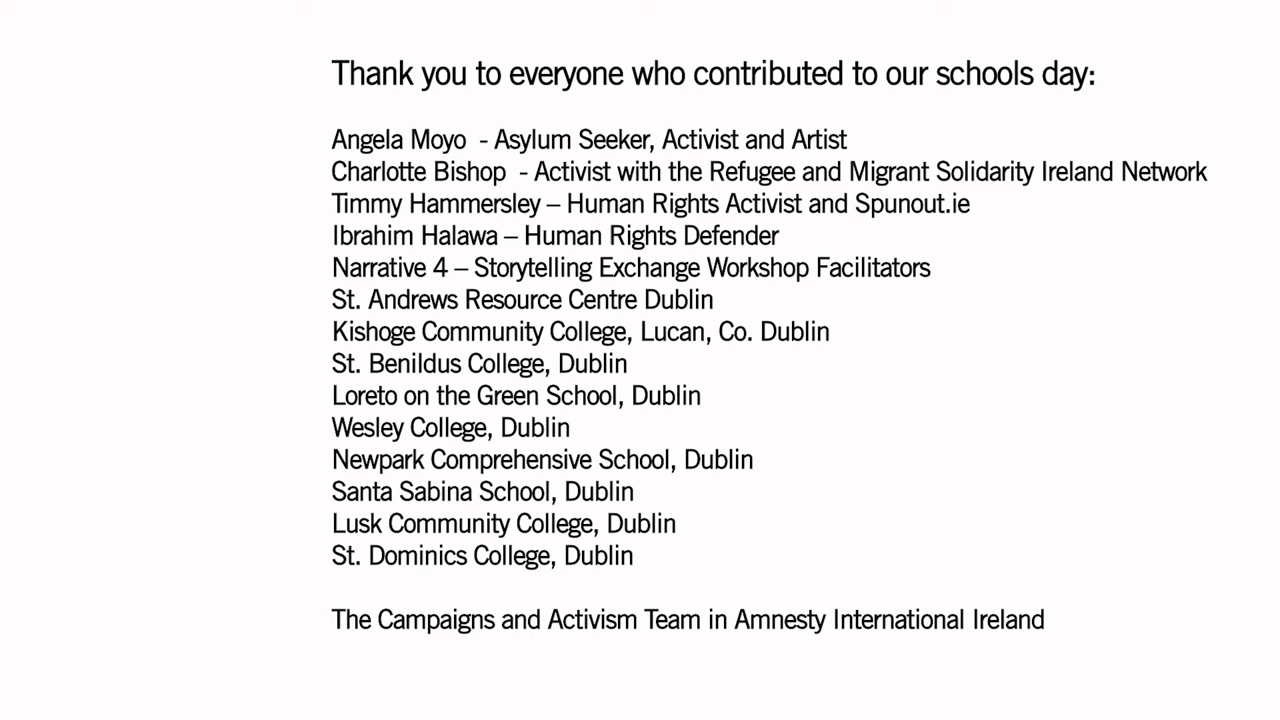 Thank you to everyone who contributed to our schools day:
Angela Moyo  - Asylum Seeker, Activist and Artist
Charlotte Bishop  - Activist with the Refugee and Migrant Solidarity Ireland Network
Timmy Hammersley – Human Rights Activist and Spunout.ie
Ibrahim Halawa – Human Rights Defender
Narrative 4 – Storytelling Exchange Workshop Facilitators
St. Andrews Resource Centre Dublin
Kishoge Community College, Lucan, Co. Dublin
St. Benildus College, Dublin
Loreto on the Green School, Dublin
Wesley College, Dublin
Newpark Comprehensive School, Dublin
Santa Sabina School, Dublin
Lusk Community College, Dublin
St. Dominics College, Dublin
The Campaigns and Activism Team in Amnesty International Ireland